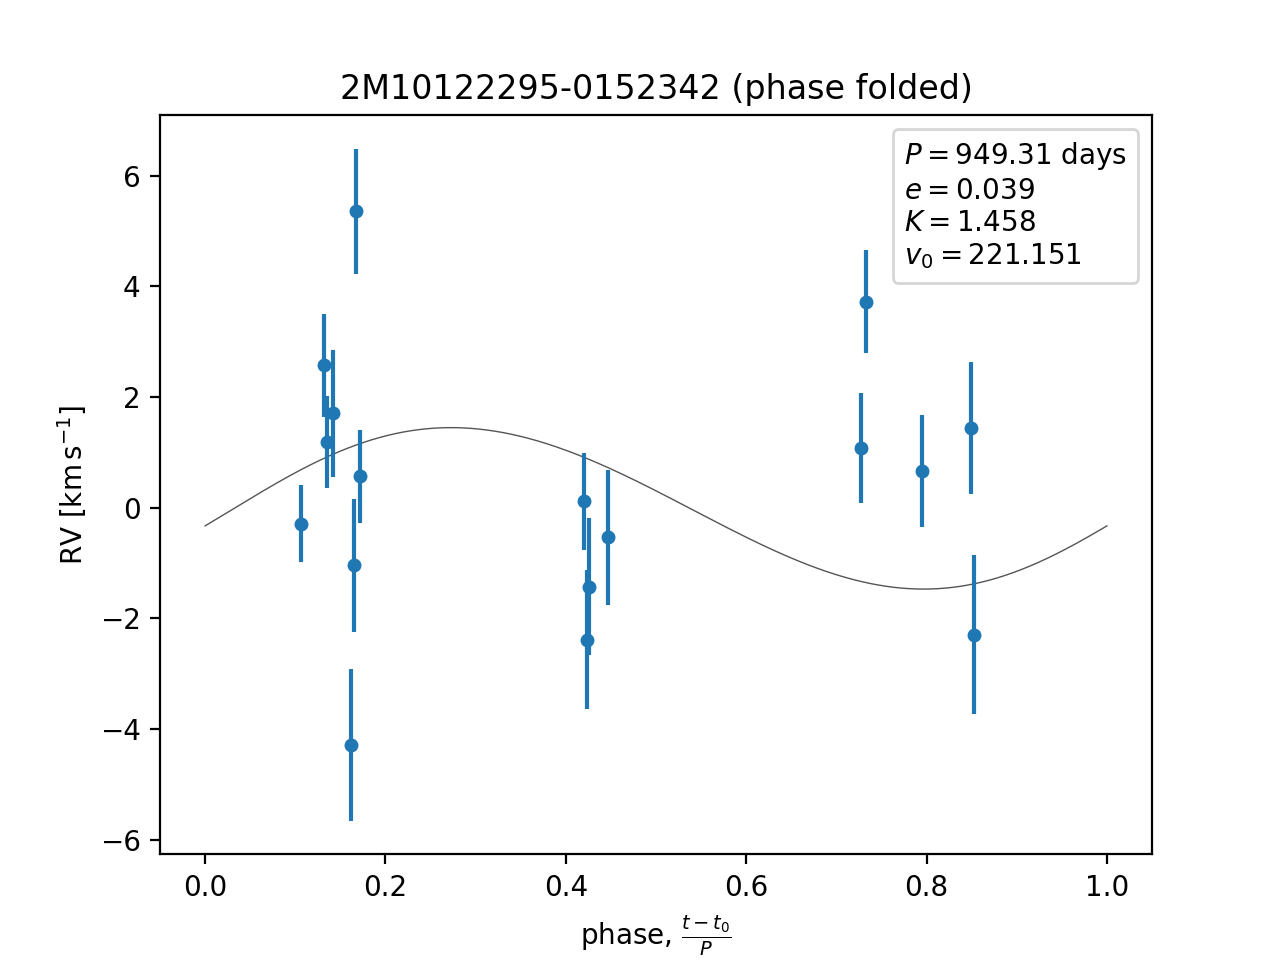 2M10122295-0152342 (phase folded)
P = 949.31 days
e = 0.039
K = 1.458
v₀ = 221.151
RV [km s⁻¹]
6
4
2
0
−2
−4
−6
0.0 0.2 0.4 0.6 0.8 1.0
phase, (t − t₀)/P